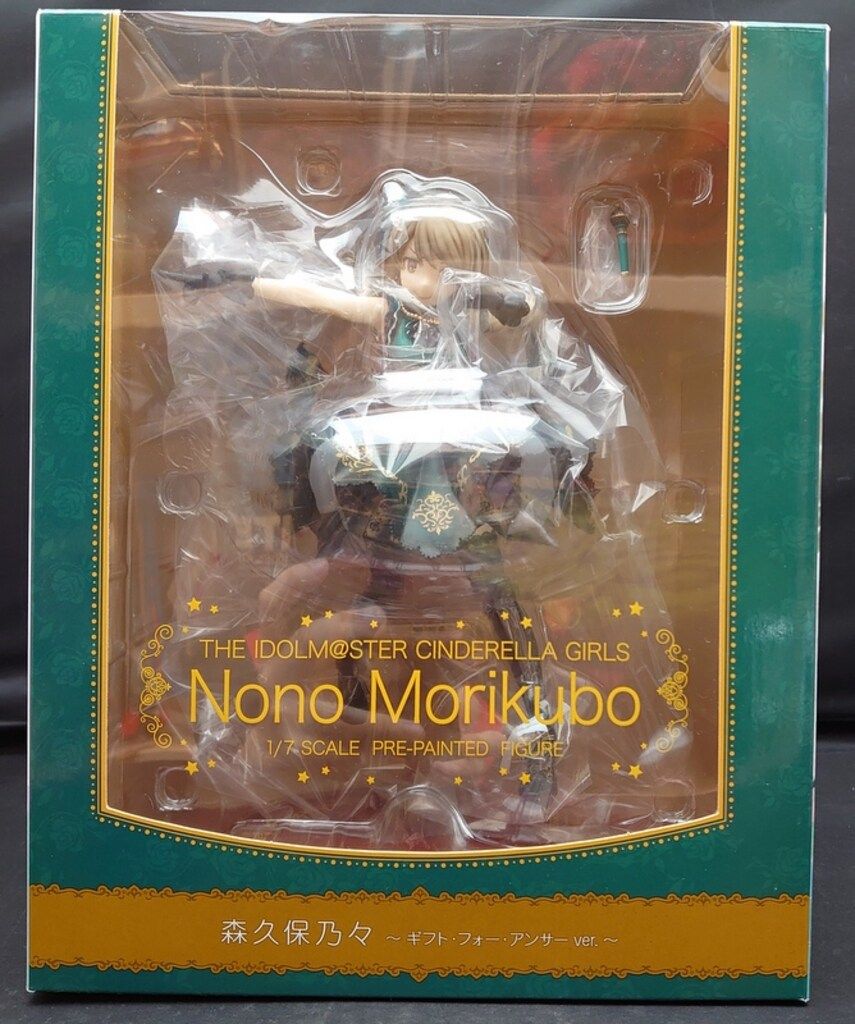 THE IDOLM@STER CINDERELLA GIRLS
Nono Morikubo
1/7 SCALE PRE-PAINTED FIGURE
森久保乃々 ～ ギフト・フォー・アンサー ver. ～